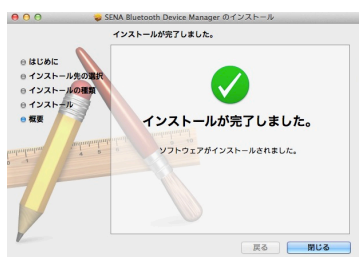 SENA Bluetooth Device Manager のインストール
インストールが完了しました。
はじめに
インストール先の選択
インストールの種類
インストール
概要
インストールが完了しました。
ソフトウェアがインストールされました。
戻る
閉じる